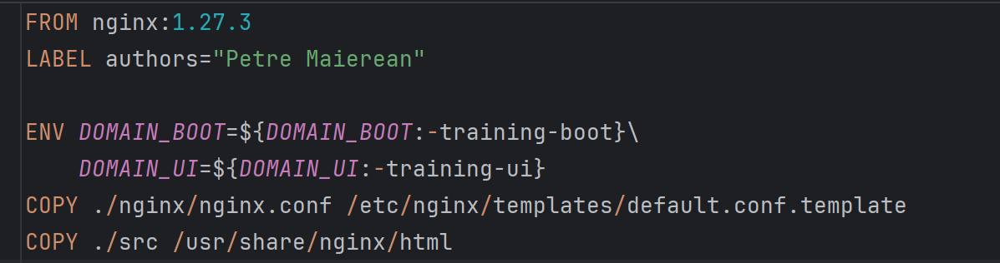 FROM nginx:1.27.3
LABEL authors="Petre Maierean"
ENV DOMAIN_BOOT=${DOMAIN_BOOT:-training-boot}\
DOMAIN_UI=${DOMAIN_UI:-training-ui}
COPY ./nginx/nginx.conf /etc/nginx/templates/default.conf.template
COPY ./src /usr/share/nginx/html